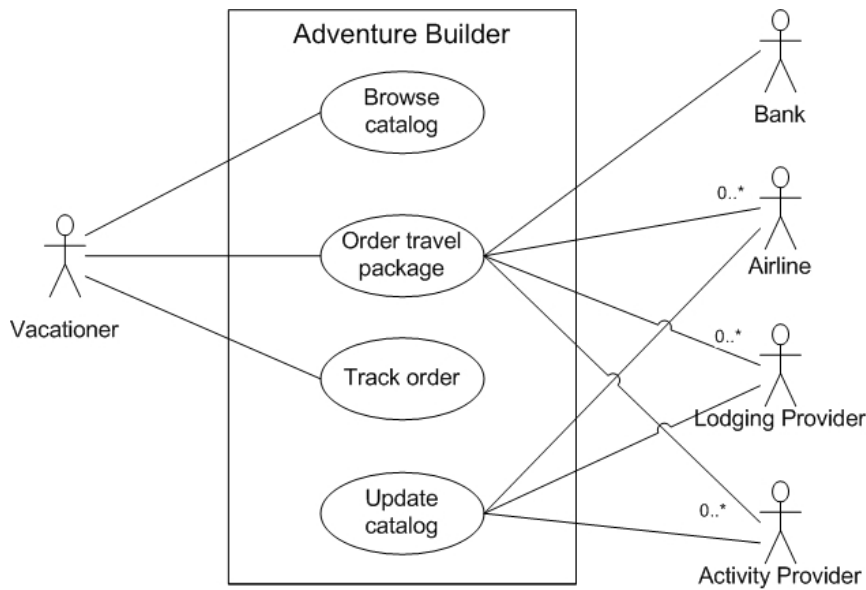 Adventure Builder
Browse
catalog
Bank
0..*
Order travel
package
Airline
Vacationer
0..*
Track order
Lodging Provider
Update
catalog
0..*
Activity Provider